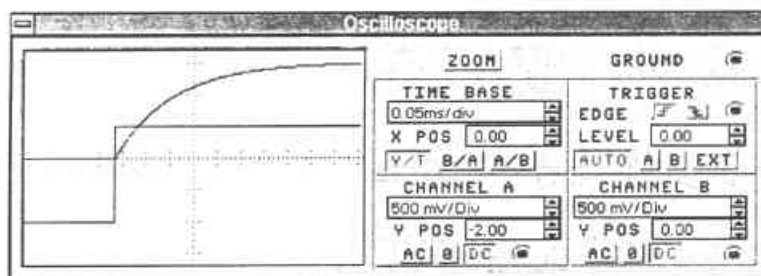 Oscilloscope
ZOOM GROUND
TIME BASE
0.05ms/div
X POS 0.00
Y/T B/A A/B
TRIGGER
EDGE
LEVEL 0.00
AUTO A B EXT
CHANNEL A
500 mV/Div
Y POS -2.00
AC 0 DC
CHANNEL B
500 mV/Div
Y POS 0.00
AC 0 DC